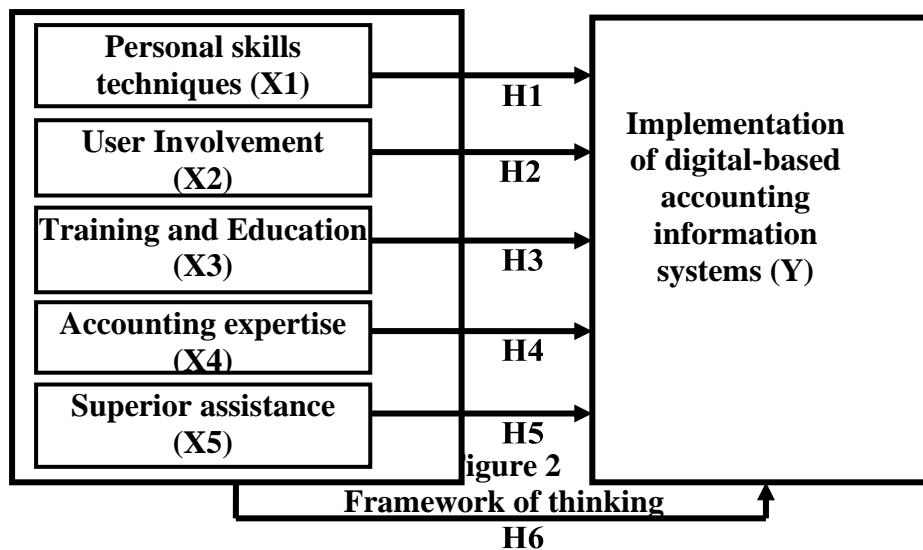 Personal skills
techniques (X1)
H1
User Involvement
(X2)
H2
Training and Education
(X3)
H3
Accounting expertise
(X4)
H4
Superior assistance
(X5)
H5
Implementation
of digital-based
accounting
information
systems (Y)
igure 2
Framework of thinking
H6